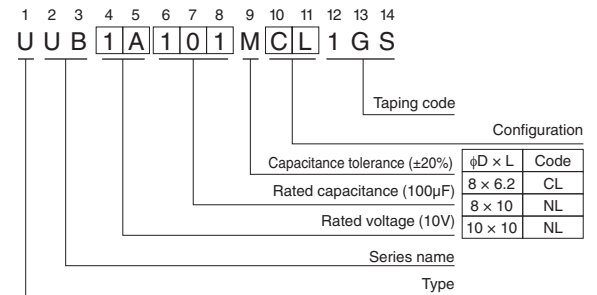 1 2 3 4 5 6 7 8 9 10 11 12 13 14
U U B 1 A 1 0 1 M C L 1 G S
Taping code
Configuration
Capacitance tolerance (±20%)
Rated capacitance (100µF)
Rated voltage (10V)
Series name
Type
ϕD × L Code
8 × 6.2 CL
8 × 10 NL
10 × 10 NL